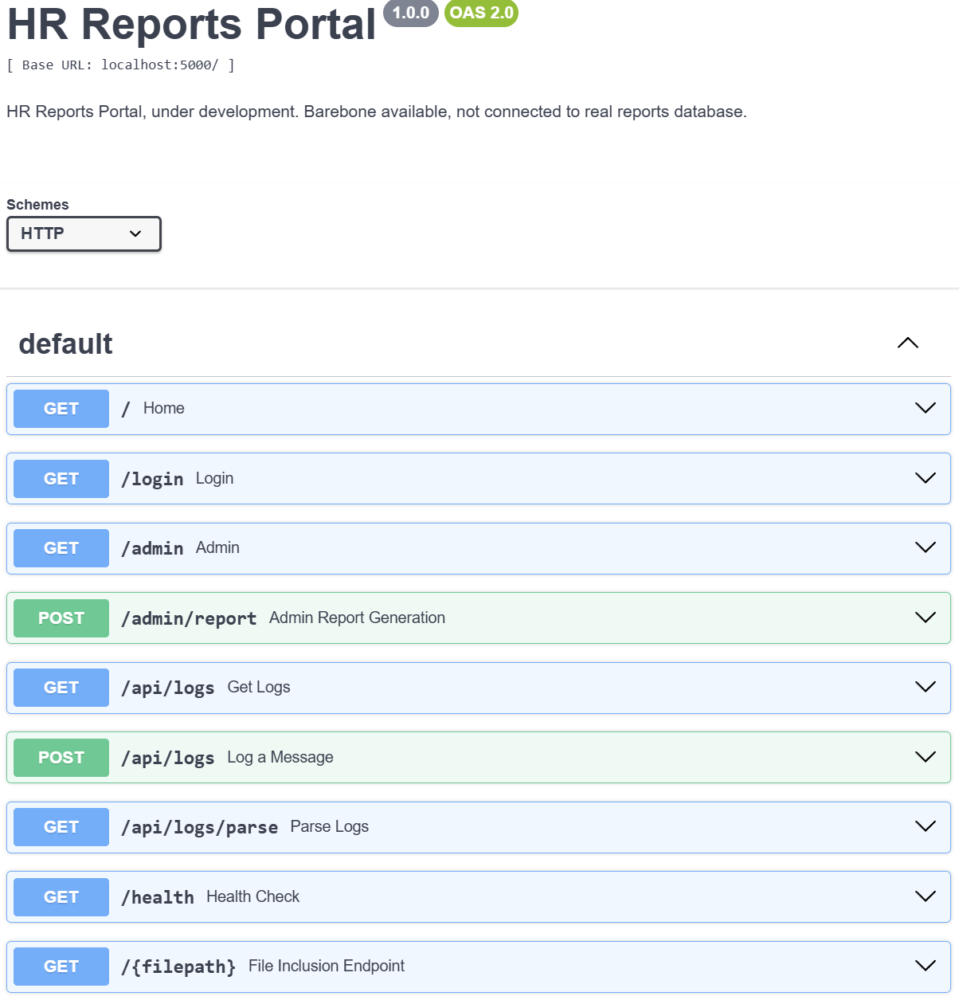 HR Reports Portal 1.0.0 OAS 2.0
[ Base URL: localhost:5000/ ]
HR Reports Portal, under development. Barebone available, not connected to real reports database.
Schemes
HTTP
default
GET / Home
GET /login Login
GET /admin Admin
POST /admin/report Admin Report Generation
GET /api/logs Get Logs
POST /api/logs Log a Message
GET /api/logs/parse Parse Logs
GET /health Health Check
GET /{filepath} File Inclusion Endpoint